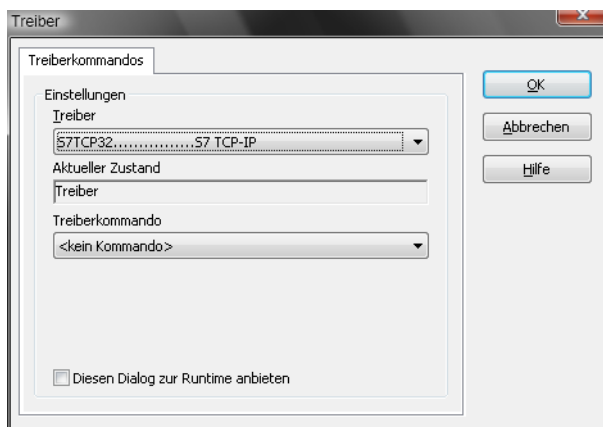 Treiber
Treiberkommandos
Einstellungen
Treiber
S7TCP32................S7 TCP-IP
Aktueller Zustand
Treiber
Treiberkommando
<kein Kommando>
Diesen Dialog zur Runtime anbieten
OK
Abbrechen
Hilfe